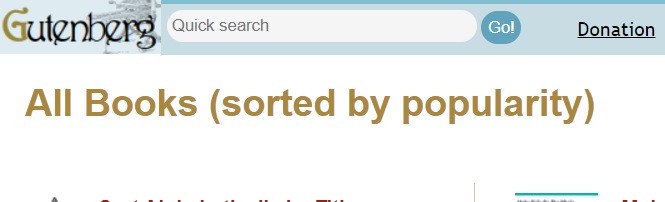 Gutenberg
Quick search
Go!
Donation
All Books (sorted by popularity)